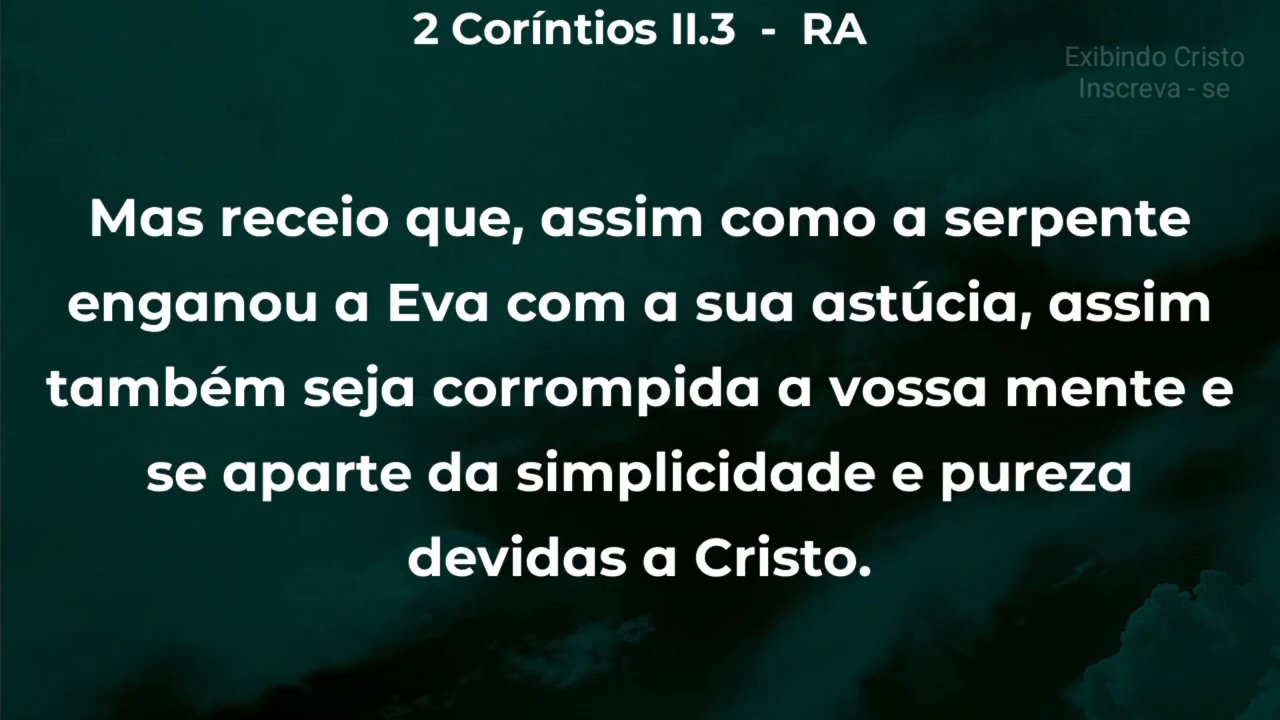 2 Coríntios II.3 - RA
Exibindo Cristo
Inscreva - se
Mas receio que, assim como a serpente
enganou a Eva com a sua astúcia, assim
também seja corrompida a vossa mente e
se aparte da simplicidade e pureza
devidas a Cristo.